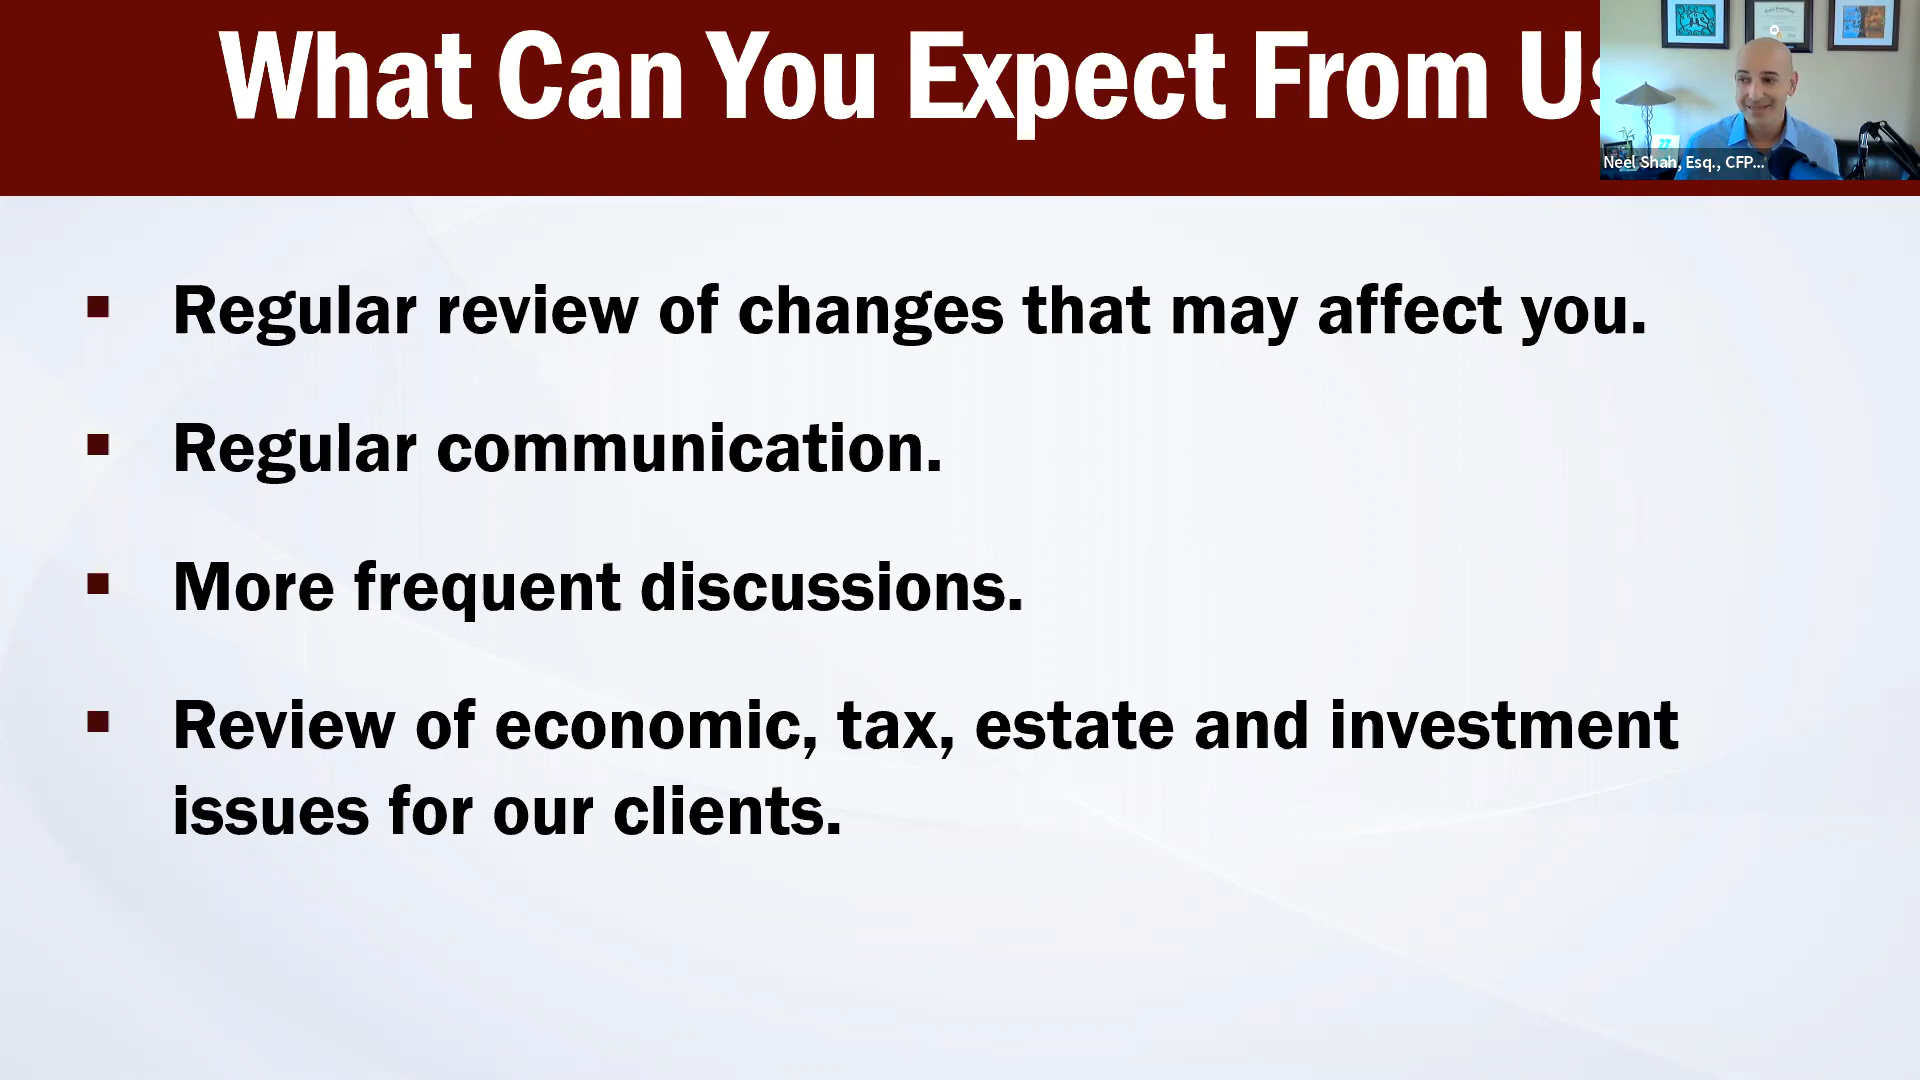 What Can You Expect From Us
Neel Shah, Esq., CFP...
27
Regular review of changes that may affect you.
Regular communication.
More frequent discussions.
Review of economic, tax, estate and investment
issues for our clients.